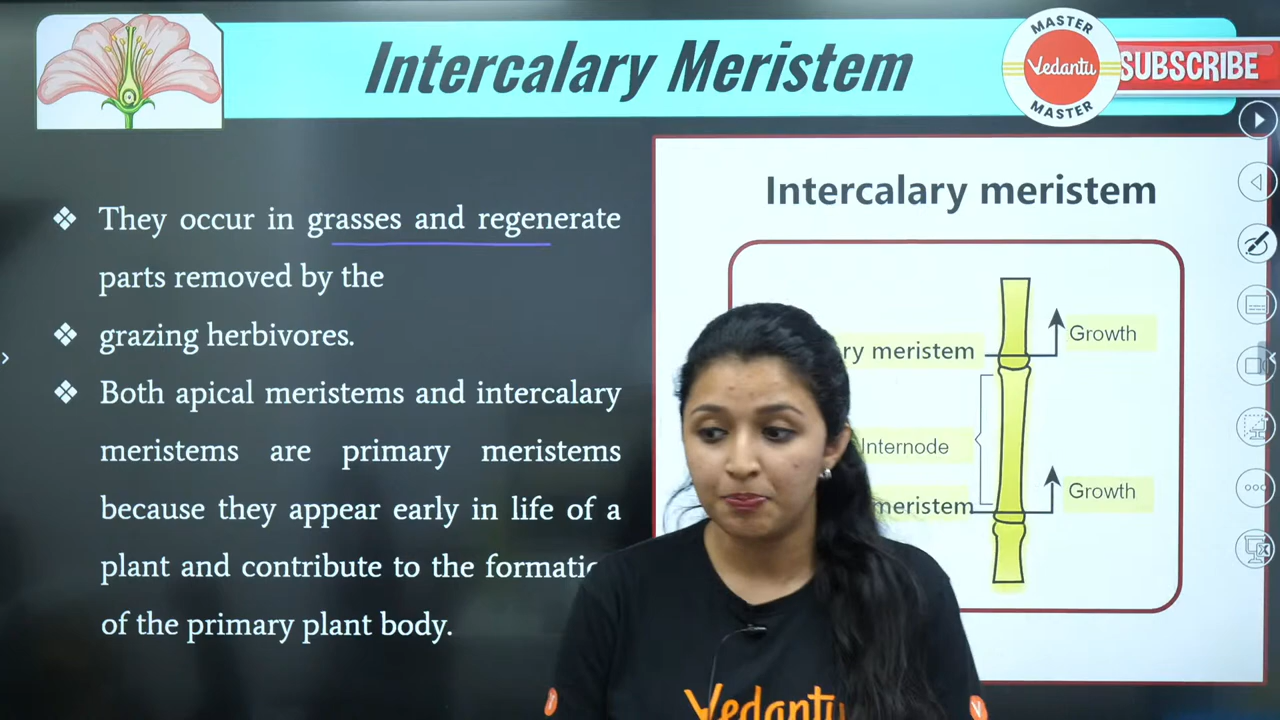 Intercalary Meristem
MASTER
Vedantu
MASTER
SUBSCRIBE
They occur in grasses and regenerate
parts removed by the
grazing herbivores.
Both apical meristems and intercalary
meristems are primary meristems
because they appear early in life of a
plant and contribute to the
of the primary plant body.
Intercalary meristem
meristem
Growth
Internode
meristem
Growth
Vedantu